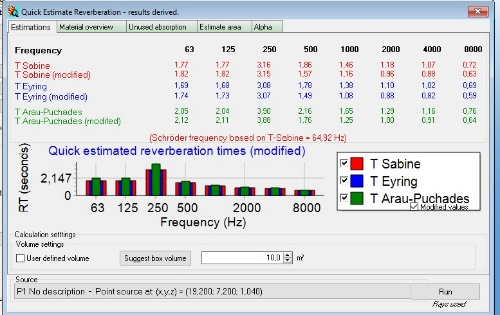 Quick Estimate Reverberation - results derived.
Estimations Material overview Unused absorption Estimate area Alpha
Frequency 63 125 250 500 1000 2000 4000 8000
T Sabine 1,77 1,77 3,16 1,86 1,46 1,18 1,07 0,72
T Sabine (modified) 1,82 1,82 3,15 1,57 1,16 0,96 0,88 0,63
T Eyring 1,69 1,68 3,08 1,78 1,38 1,10 1,02 0,69
T Eyring (modified) 1,74 1,73 3,07 1,49 1,08 0,88 0,82 0,59
T Arau-Puchades 2,05 2,04 3,90 2,16 1,65 1,29 1,16 0,76
T Arau-Puchades (modified) 2,12 2,11 3,88 1,76 1,25 1,00 0,91 0,64
(Schröder frequency based on T-Sabine = 64,92 Hz)
Quick estimated reverberation times (modified)
RT (seconds)
2,147
0
63 125 250 500 1000 2000 8000
Frequency (Hz)
T Sabine
T Eyring
T Arau-Puchades
Modified values
Calculation setttings
Volume settings
User defined volume Suggest box volume 10,0 m³
Source
P1 No description - Point source at (x,y,z) = (19,200; 7,200; 1,040) Run
Rays used